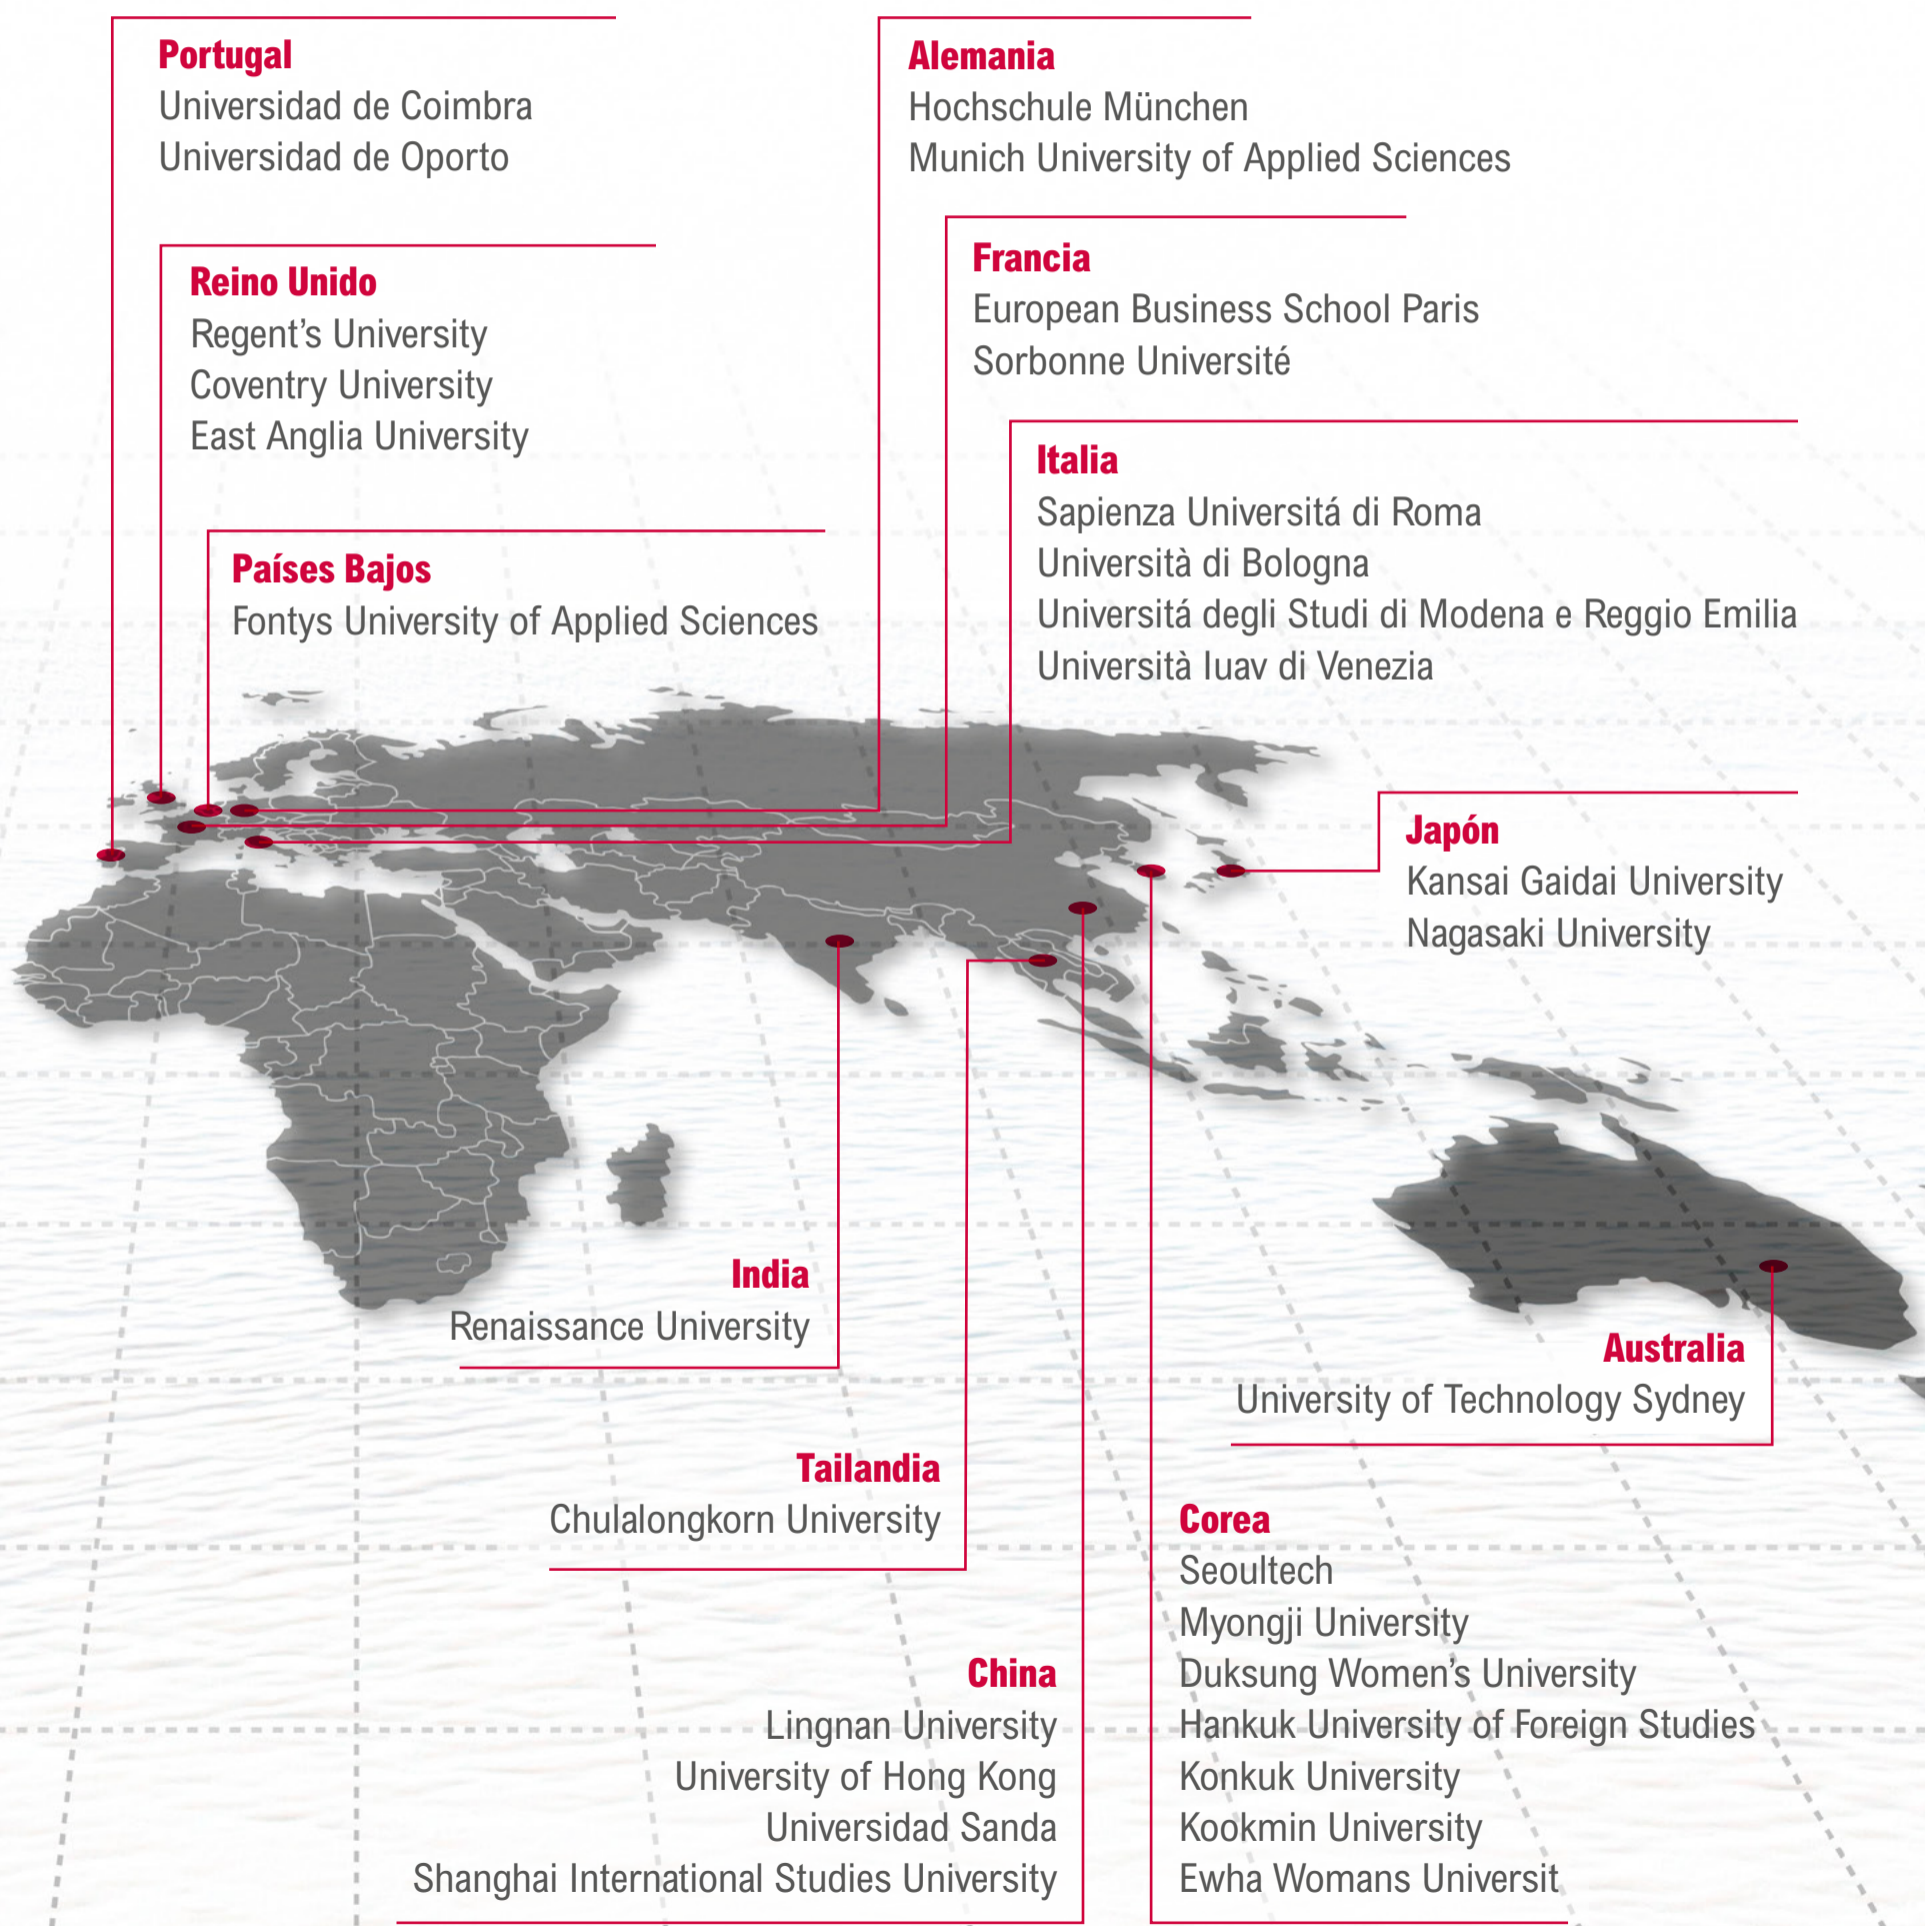 Portugal
Universidad de Coimbra
Universidad de Oporto
Reino Unido
Regent’s University
Coventry University
East Anglia University
Países Bajos
Fontys University of Applied Sciences
Alemania
Hochschule München
Munich University of Applied Sciences
Francia
European Business School Paris
Sorbonne Université
Italia
Sapienza Universitá di Roma
Università di Bologna
Universitá degli Studi di Modena e Reggio Emilia
Università Iuav di Venezia
Japón
Kansai Gaidai University
Nagasaki University
India
Renaissance University
Australia
University of Technology Sydney
Tailandia
Chulalongkorn University
China
Lingnan University
University of Hong Kong
Universidad Sanda
Shanghai International Studies University
Corea
Seoultech
Myongji University
Duksung Women’s University
Hankuk University of Foreign Studies
Konkuk University
Kookmin University
Ewha Womans Universit